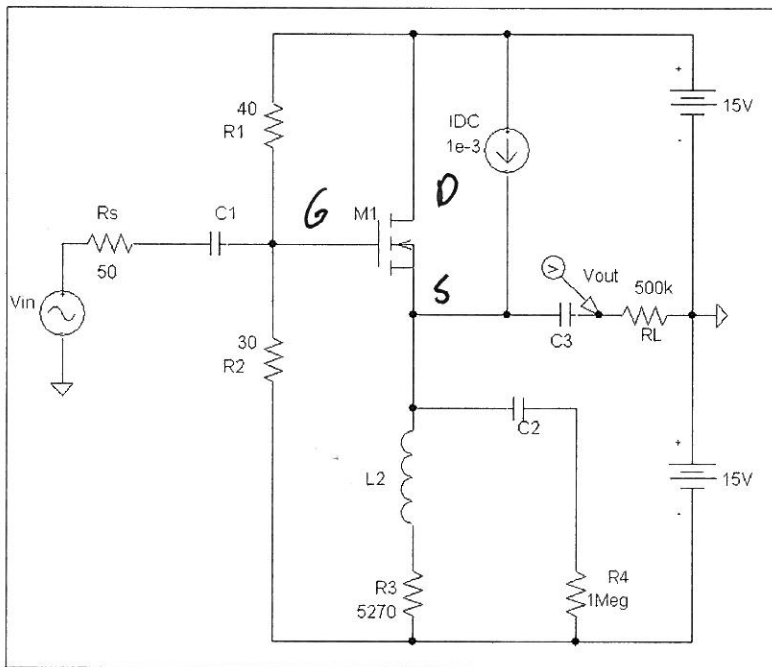 +
40
R1
IDC
1e-3
15V
-
G
M1
D
Rs
C1
50
S
Vout
500k
Vin
C3
RL
30
R2
C2
+
L2
15V
-
R3
5270
R4
1Meg